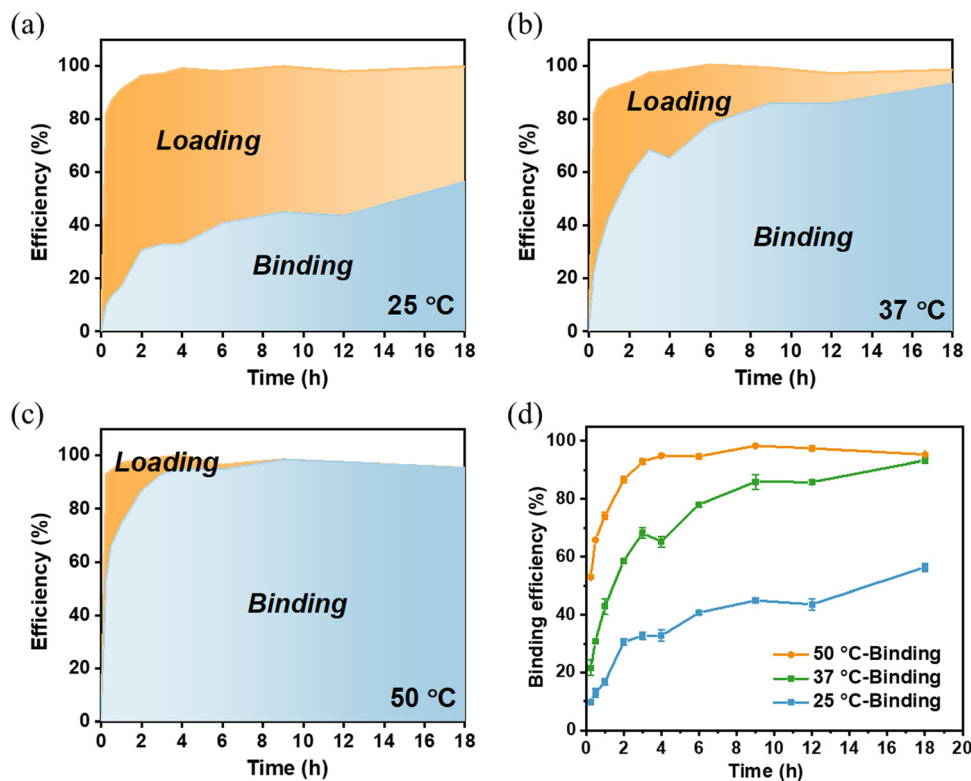 (a)
Efficiency (%)
100
80
60
40
20
0
Loading
Binding
25 °C
0 2 4 6 8 10 12 14 16 18
Time (h)
(b)
Efficiency (%)
100
80
60
40
20
0
Loading
Binding
37 °C
0 2 4 6 8 10 12 14 16 18
Time (h)
(c)
Efficiency (%)
100
80
60
40
20
0
Loading
Binding
50 °C
0 2 4 6 8 10 12 14 16 18
Time (h)
(d)
Binding efficiency (%)
100
80
60
40
20
0
50 °C-Binding
37 °C-Binding
25 °C-Binding
0 2 4 6 8 10 12 14 16 18 20
Time (h)